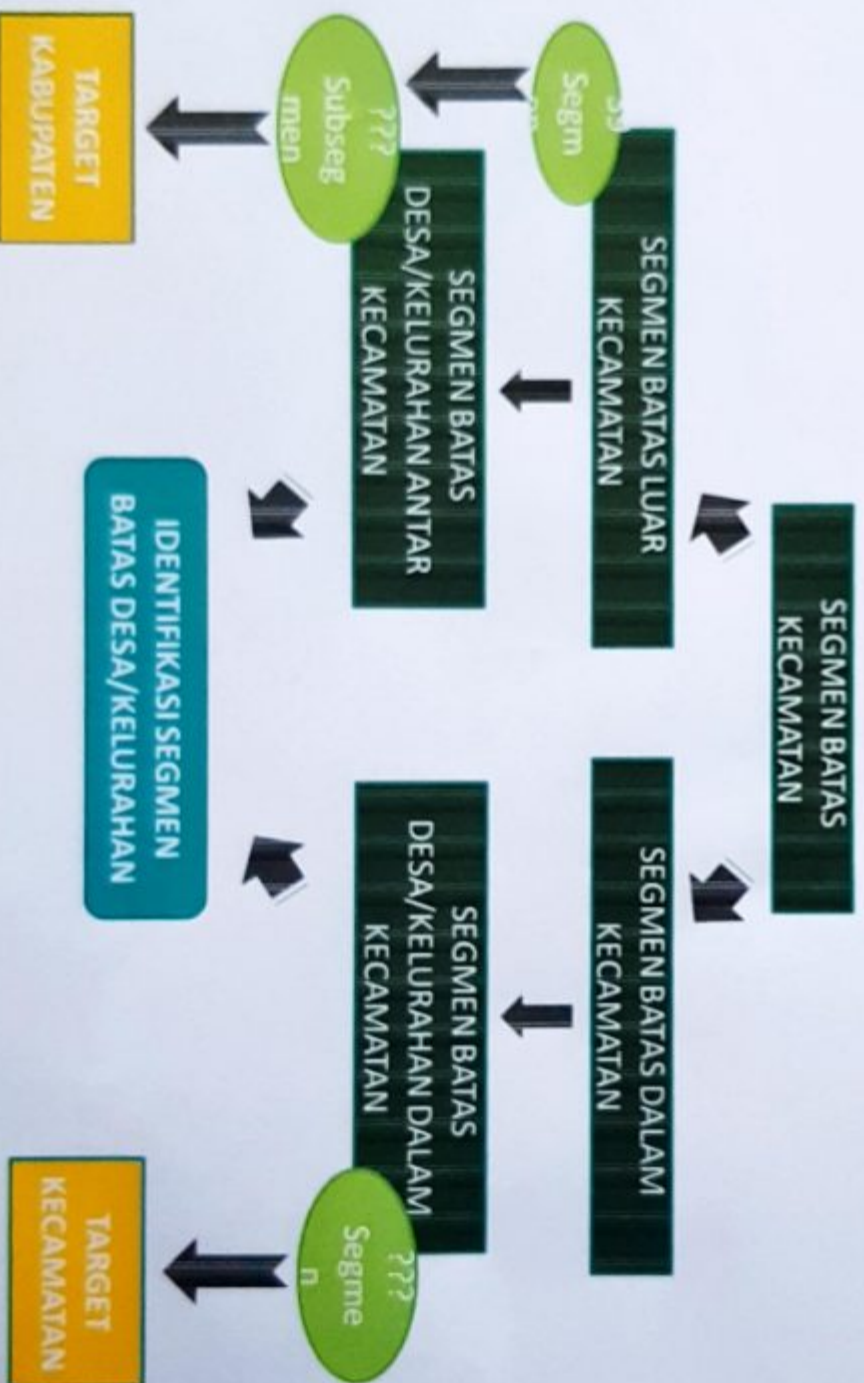 SEGMEN BATAS
KECAMATAN
SEGMEN BATAS LUAR
KECAMATAN
SEGMEN BATAS DALAM
KECAMATAN
Segm
SEGMEN BATAS
DESA/KELURAHAN ANTAR
KECAMATAN
SEGMEN BATAS
DESA/KELURAHAN DALAM
KECAMATAN
???
Subseg
men
???
Segme
n
IDENTIFIKASI SEGMEN
BATAS DESA/KELURAHAN
TARGET
KABUPATEN
TARGET
KECAMATAN